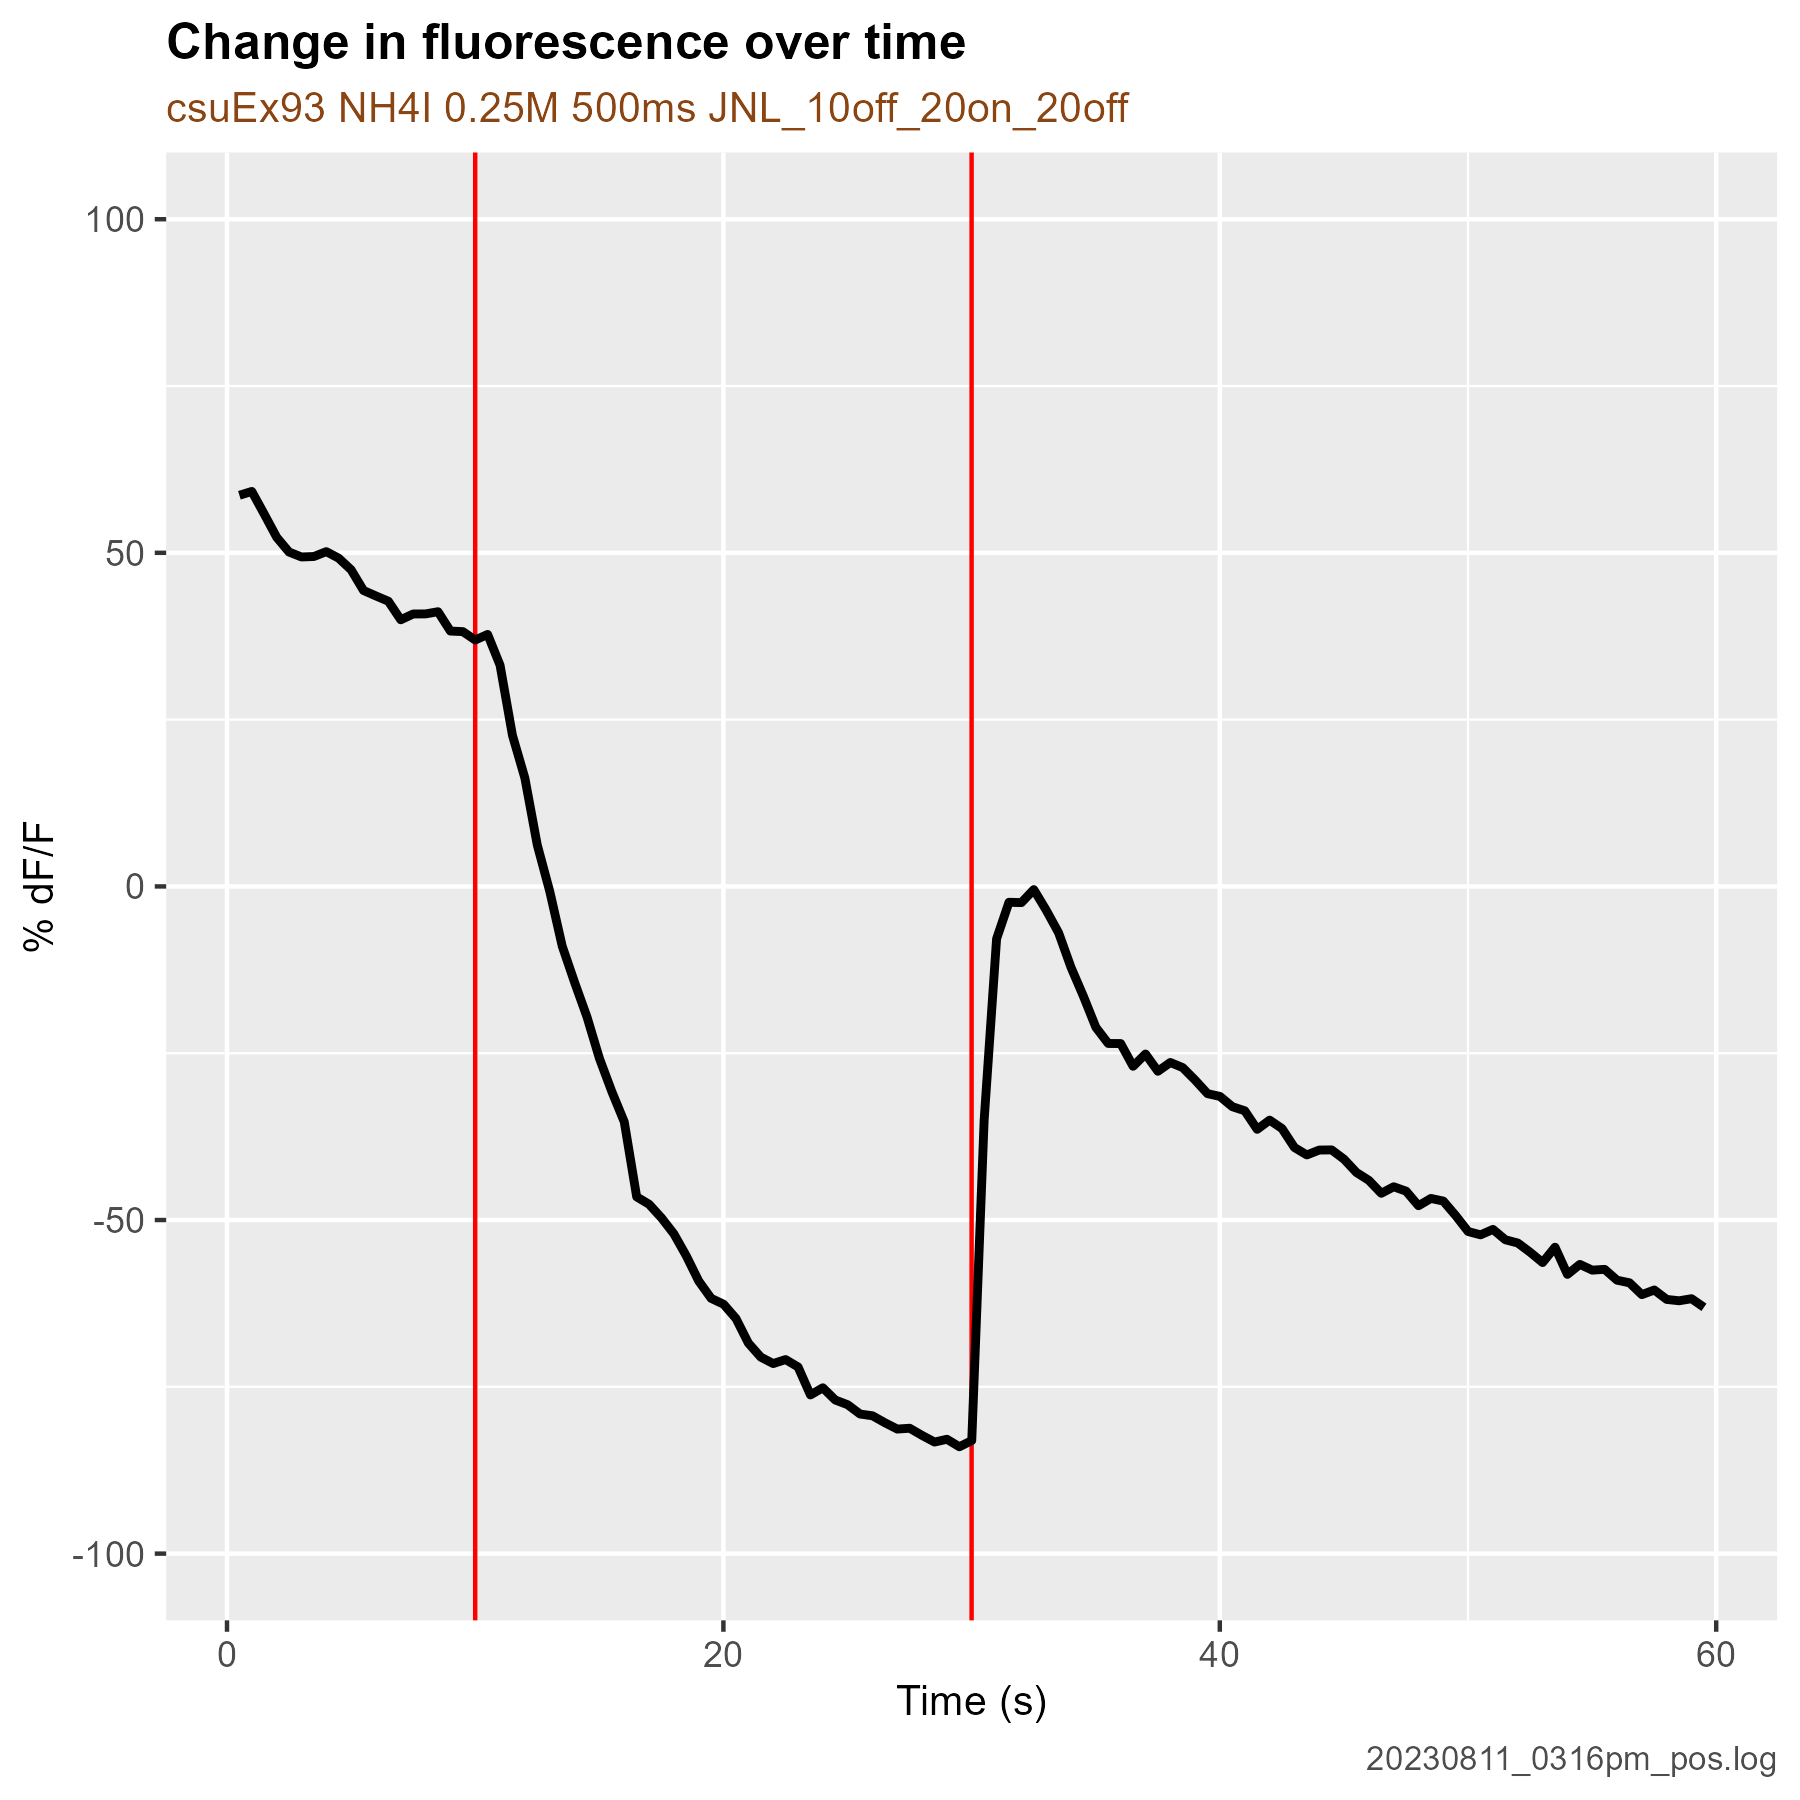 Change in fluorescence over time
csuEx93 NH4I 0.25M 500ms JNL_10off_20on_20off
100
50
0
-50
-100
% dF/F
0 20 40 60
Time (s)
20230811_0316pm_pos.log